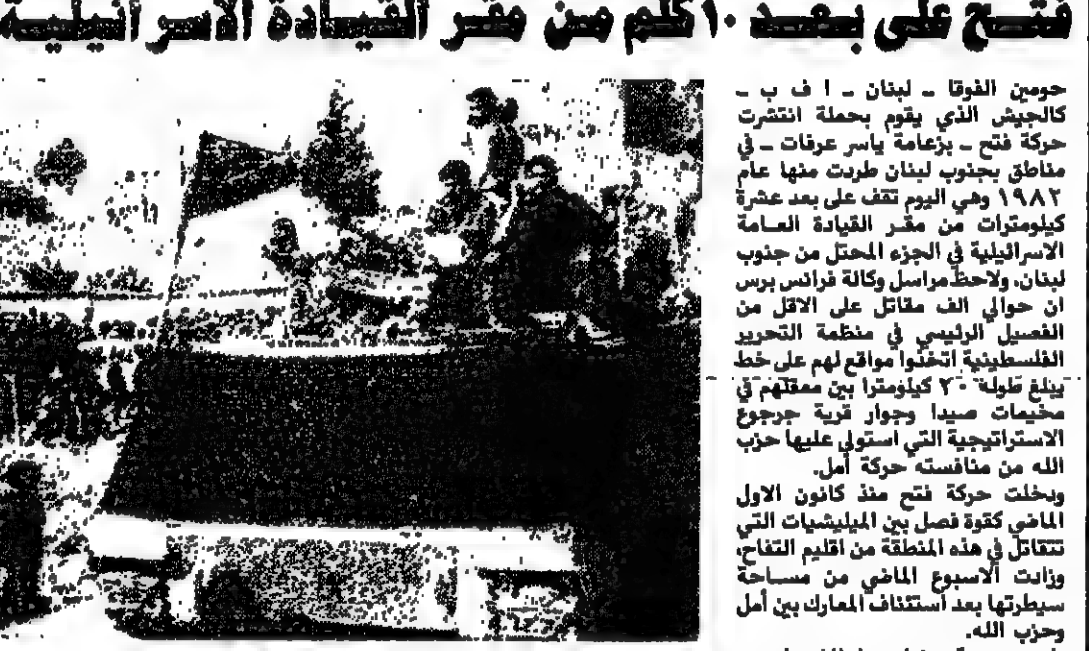 فتح على بعد ١٠ كلم من مقر القيادة الاسرائيلية
حومين الفوقا - لبنان - ا ف ب -
كالجيش الذي يقوم بحملة انتشرت
حركة فتح - بزعامة ياسر عرفات - في
مناطق بجنوب لبنان طردت منها عام
١٩٨٢ وهي اليوم تقف على بعد عشرة
كيلومترات من مقر القيادة العامة
الاسرائيلية في الجزء المحتل من جنوب
لبنان، ولاحظ مراسل وكالة فرانس برس
ان حوالي الف مقاتل على الاقل من
الفصيل الرئيسي في منظمة التحرير
الفلسطينية اتخذوا مواقع لهم على خط
يبلغ طوله ٢٠ كيلومترا بين معقلهم في
مخيمات صيدا وجوار قرية جرجوع
الاستراتيجية التي استولى عليها حزب
الله من منافسته حركة أمل.
ودخلت حركة فتح منذ كانون الاول
الماضي كقوة فصل بين الميليشيات التي
تتقاتل في هذه المنطقة من اقليم التفاح،
وزادت الاسبوع الماضي من مساحة
سيطرتها بعد استئناف المعارك بين أمل
وحزب الله.